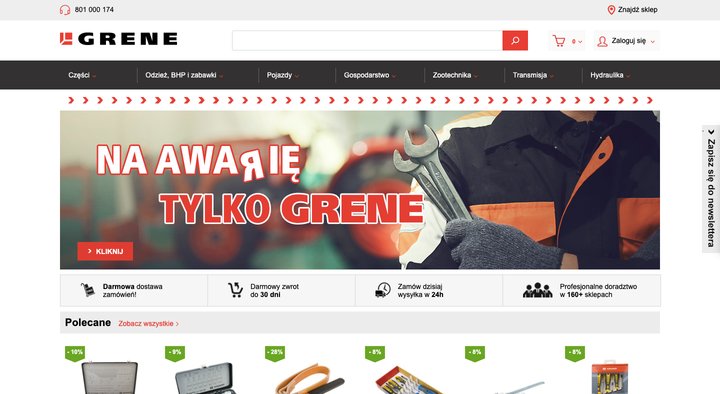 801 000 174
Znajdź sklep
GRENE
0
Zaloguj się
Części
Odzież, BHP i zabawki
Pojazdy
Gospodarstwo
Zootechnika
Transmisja
Hydraulika
NA AWARIĘ
TYLKO GRENE
KLIKNIJ
Zapisz się do newslettera
Darmowa dostawa
zamówień!
Darmowy zwrot
do 30 dni
Zamów dzisiaj
wysyłka w 24h
Profesjonalne doradztwo
w 160+ sklepach
Polecane
Zobacz wszystkie
- 10%
- 9%
- 28%
- 8%
- 8%
- 8%